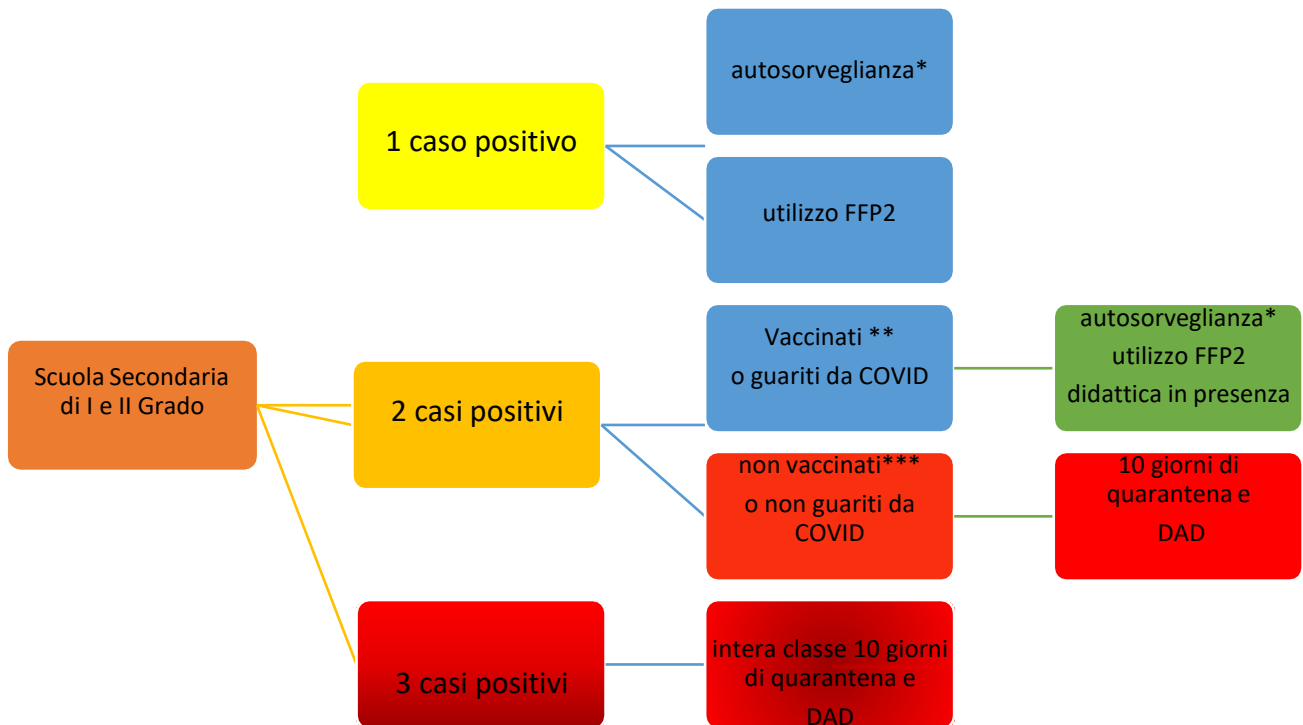 autosorveglianza*
1 caso positivo
utilizzo FFP2
Scuola Secondaria
di I e II Grado
2 casi positivi
Vaccinati **
o guariti da COVID
autosorveglianza*
utilizzo FFP2
didattica in presenza
non vaccinati***
o non guariti da
COVID
10 giorni di
quarantena e
DAD
3 casi positivi
intera classe 10 giorni
di quarantena e
DAD